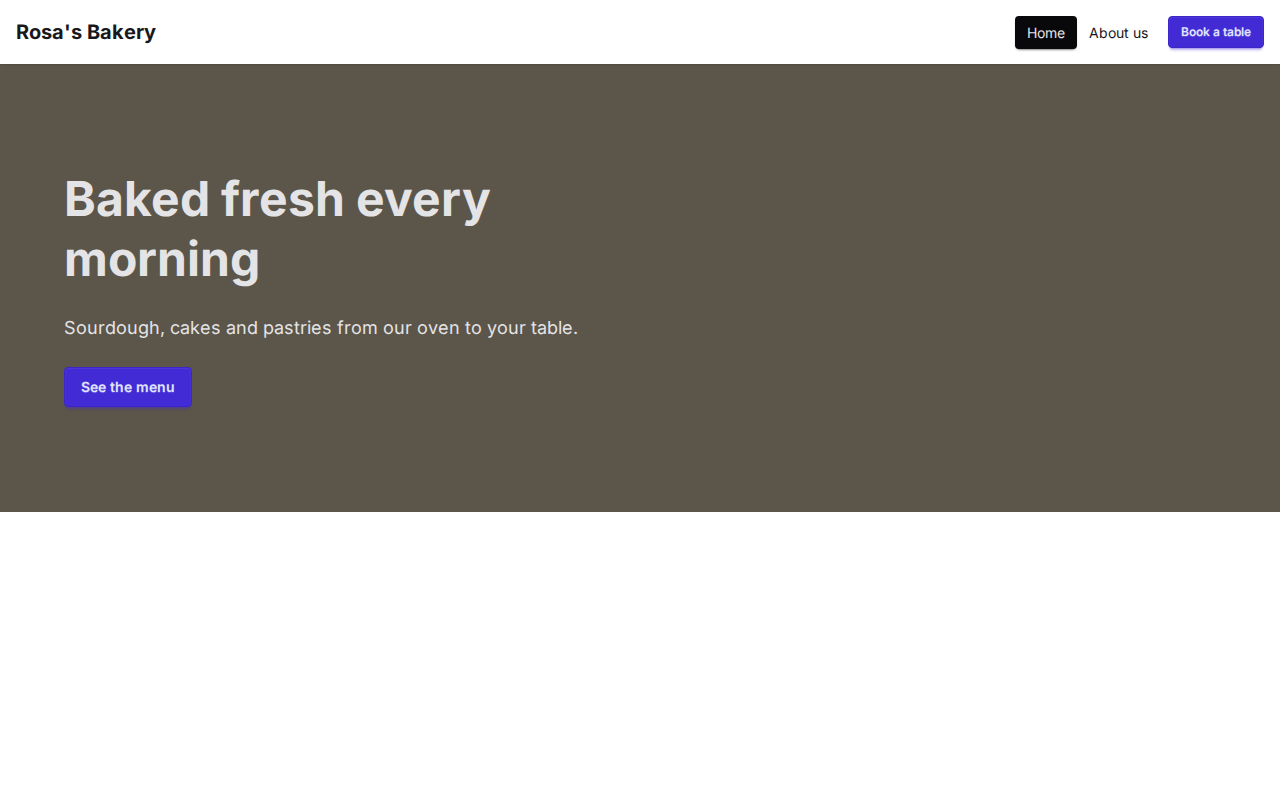 Rosa's Bakery
Home
About us
Book a table
Baked fresh every
morning
Sourdough, cakes and pastries from our oven to your table.
See the menu